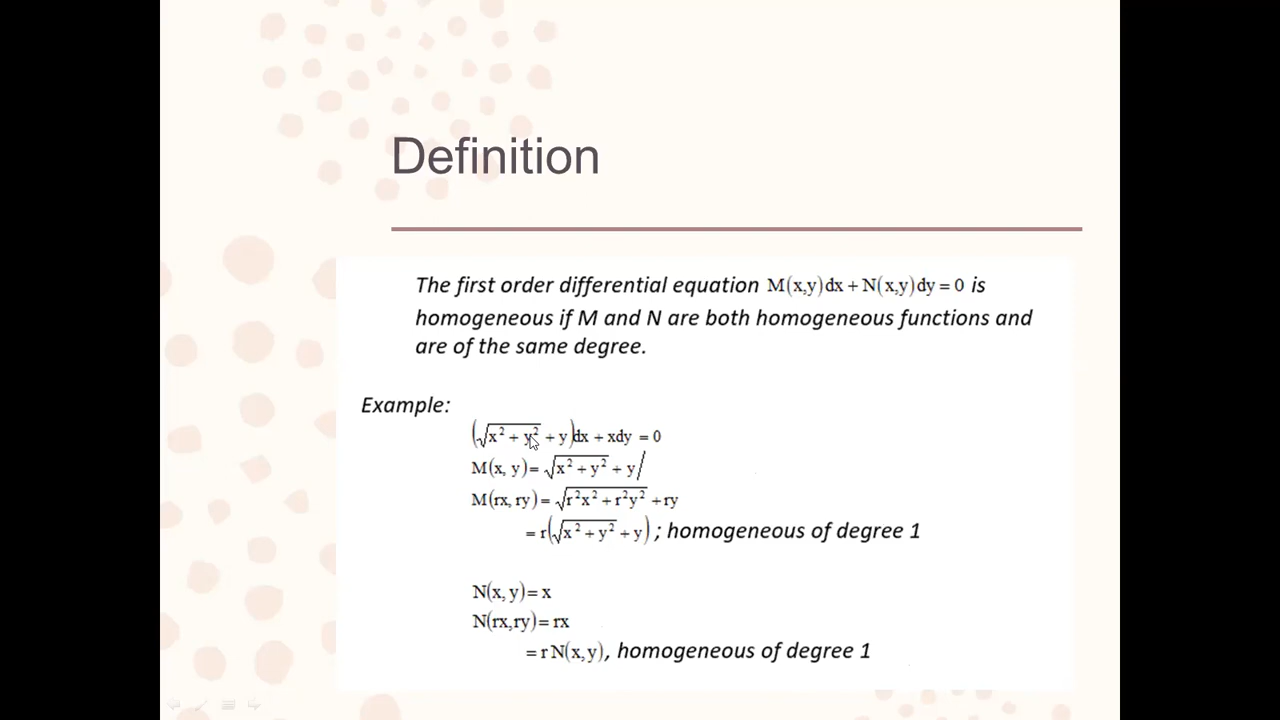 Definition
The first order differential equation M(x,y)dx + N(x,y)dy = 0 is
homogeneous if M and N are both homogeneous functions and
are of the same degree.
Example:
(√x² + y² + y)dx + xdy = 0
M(x, y) = √x² + y² + y/
M(rx, ry) = √r²x² + r²y² + ry
= r(√x² + y² + y) ; homogeneous of degree 1
N(x, y) = x
N(rx,ry) = rx
= r N(x,y), homogeneous of degree 1